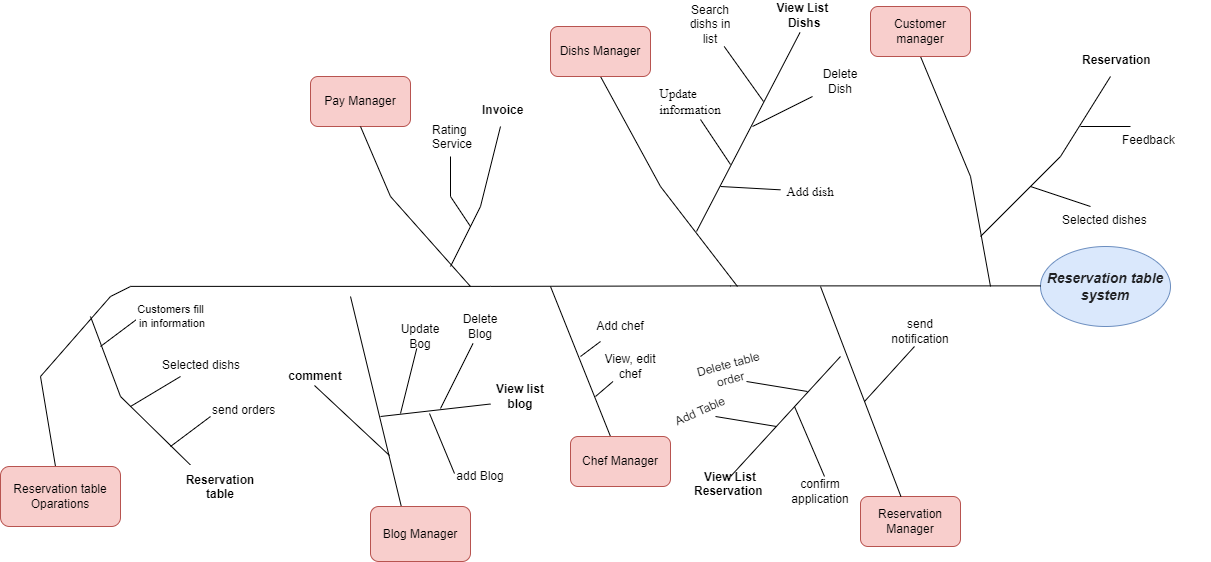 Search
dishs in
list
View List
Dishs
Customer
manager
Dishs Manager
Reservation
Delete
Dish
Pay Manager
Update
information
Invoice
Rating
Service
Feedback
Add dish
Selected dishes
Reservation table
system
Customers fill
in information
Update
Bog
Delete
Blog
Add chef
send
notification
Selected dishs
View, edit
chef
Delete table
order
comment
View list
blog
send orders
Add Table
Chef Manager
Reservation
table
add Blog
View List
Reservation
confirm
application
Reservation table
Oparations
Blog Manager
Reservation
Manager